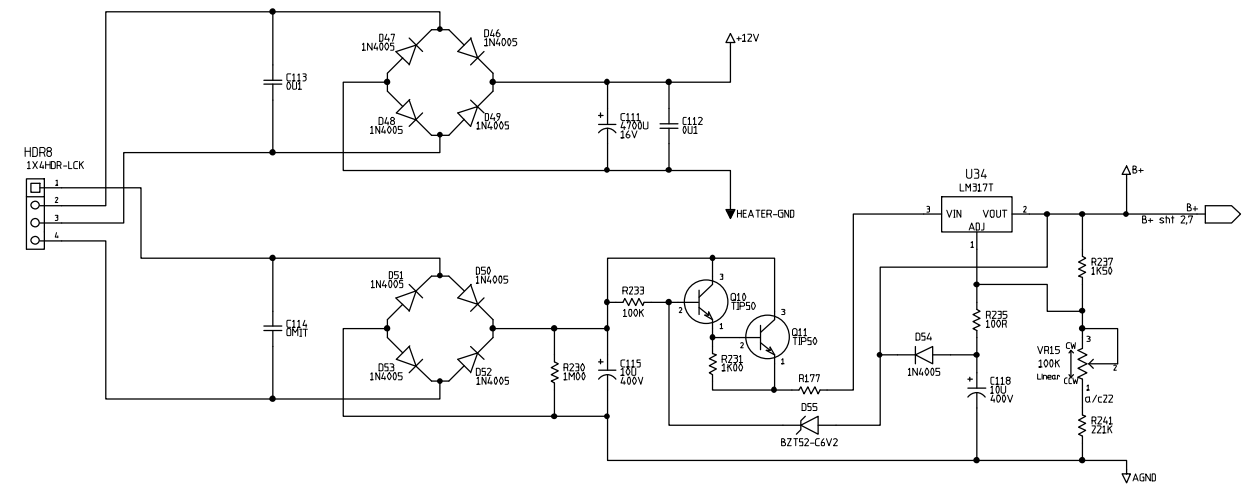 D47
1N4005
D46
1N4005
+12V
C113
0U1
D48
1N4005
D49
1N4005
+
C111
4700U
16V
C112
0U1
HDR8
1X4HDR-LCK
1
2
3
4
HEATER-GND
U34
LM317T
3
VIN
VOUT
2
ADJ
1
B+
B+
B+ sht 2,7
D51
1N4005
D50
1N4005
C114
0M1T
D53
1N4005
D52
1N4005
R233
100K
3
Q10
TIP50
2
1
3
Q11
TIP50
2
1
R231
1K00
R230
1M00
+
C115
10U
400V
R177
D55
BZT52-C6V2
R237
1K50
R235
100R
D54
1N4005
+
C118
10U
400V
VR15
100K
Linear
CW
CCW
3
2
1
a/c22
R241
221K
AGND